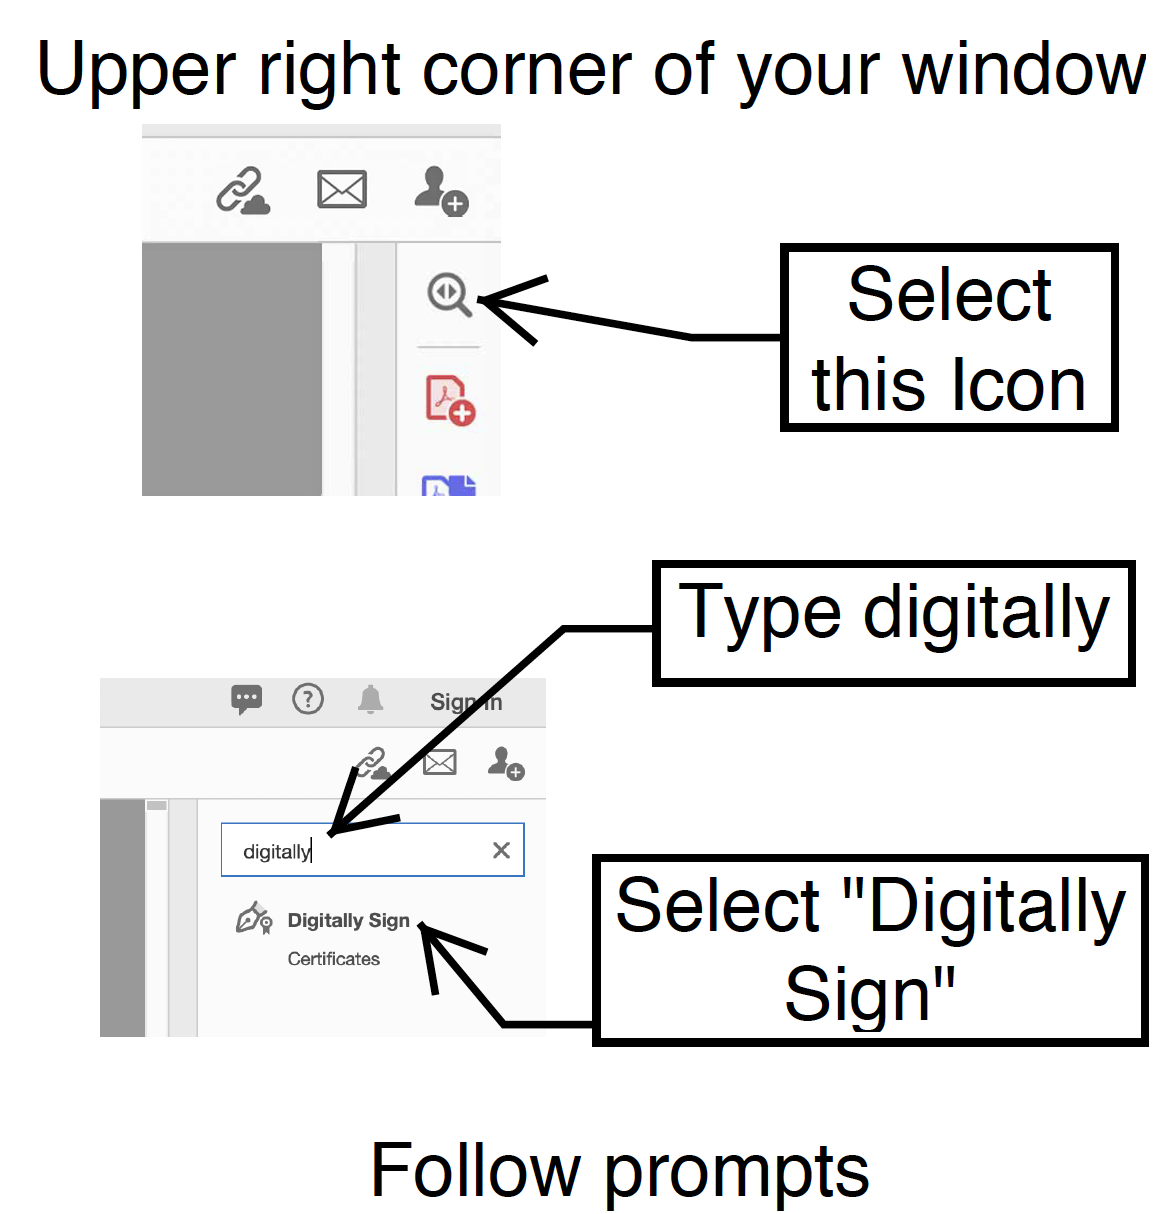 Upper right corner of your window
Select
this Icon
Type digitally
Sign In
digitally
Digitally Sign
Certificates
Select "Digitally
Sign"
Follow prompts